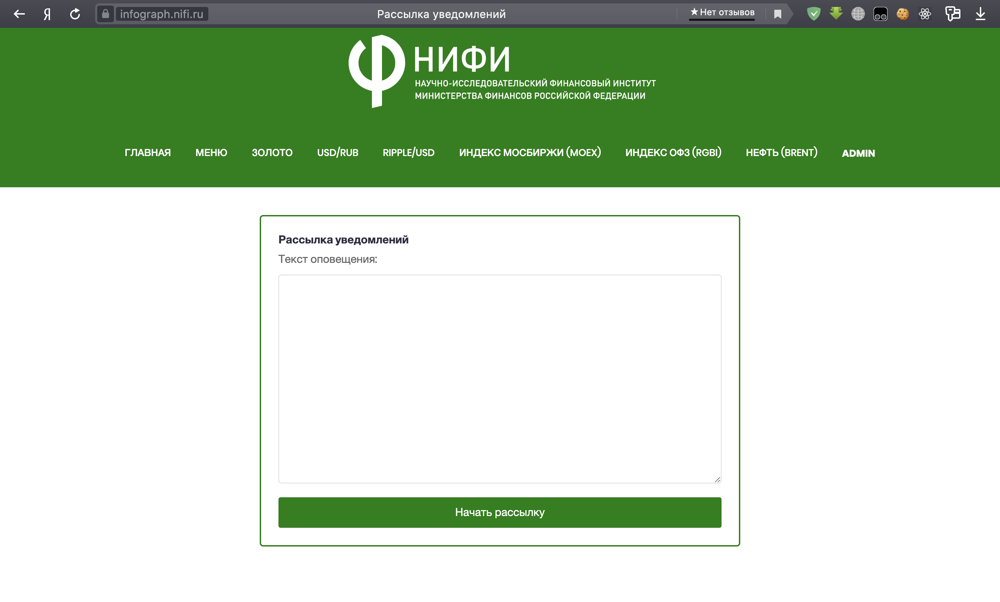 Я
infograph.nifi.ru
Рассылка уведомлений
★ Нет отзывов
НИФИ
НАУЧНО-ИССЛЕДОВАТЕЛЬСКИЙ ФИНАНСОВЫЙ ИНСТИТУТ
МИНИСТЕРСТВА ФИНАНСОВ РОССИЙСКОЙ ФЕДЕРАЦИИ
ГЛАВНАЯ МЕНЮ ЗОЛОТО USD/RUB RIPPLE/USD ИНДЕКС МОСБИРЖИ (MOEX) ИНДЕКС ОФЗ (RGBI) НЕФТЬ (BRENT) ADMIN
Рассылка уведомлений
Текст оповещения:
Начать рассылку